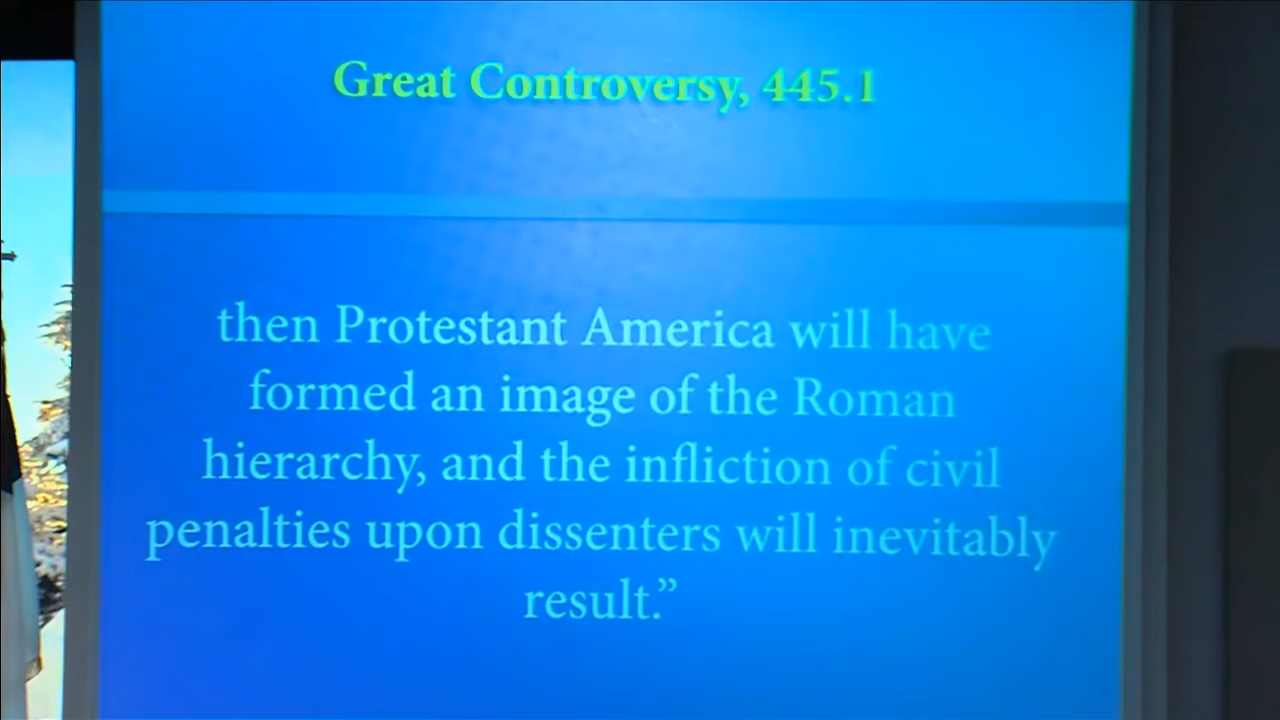 Great Controversy, 445.1
then Protestant America will have
formed an image of the Roman
hierarchy, and the infliction of civil
penalties upon dissenters will inevitably
result.”